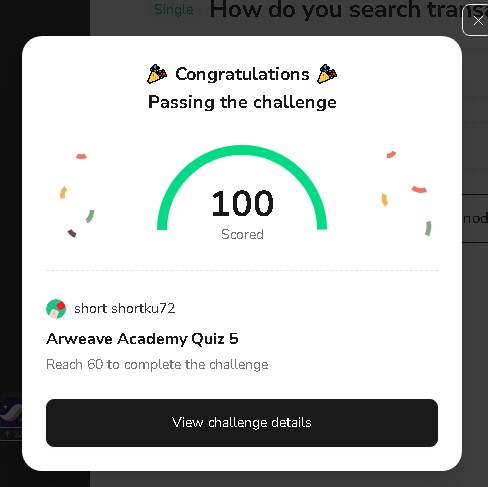 Single How do you search transa
Congratulations
Passing the challenge
100
Scored
nod
short shortku72
Arweave Academy Quiz 5
Reach 60 to complete the challenge
View challenge details